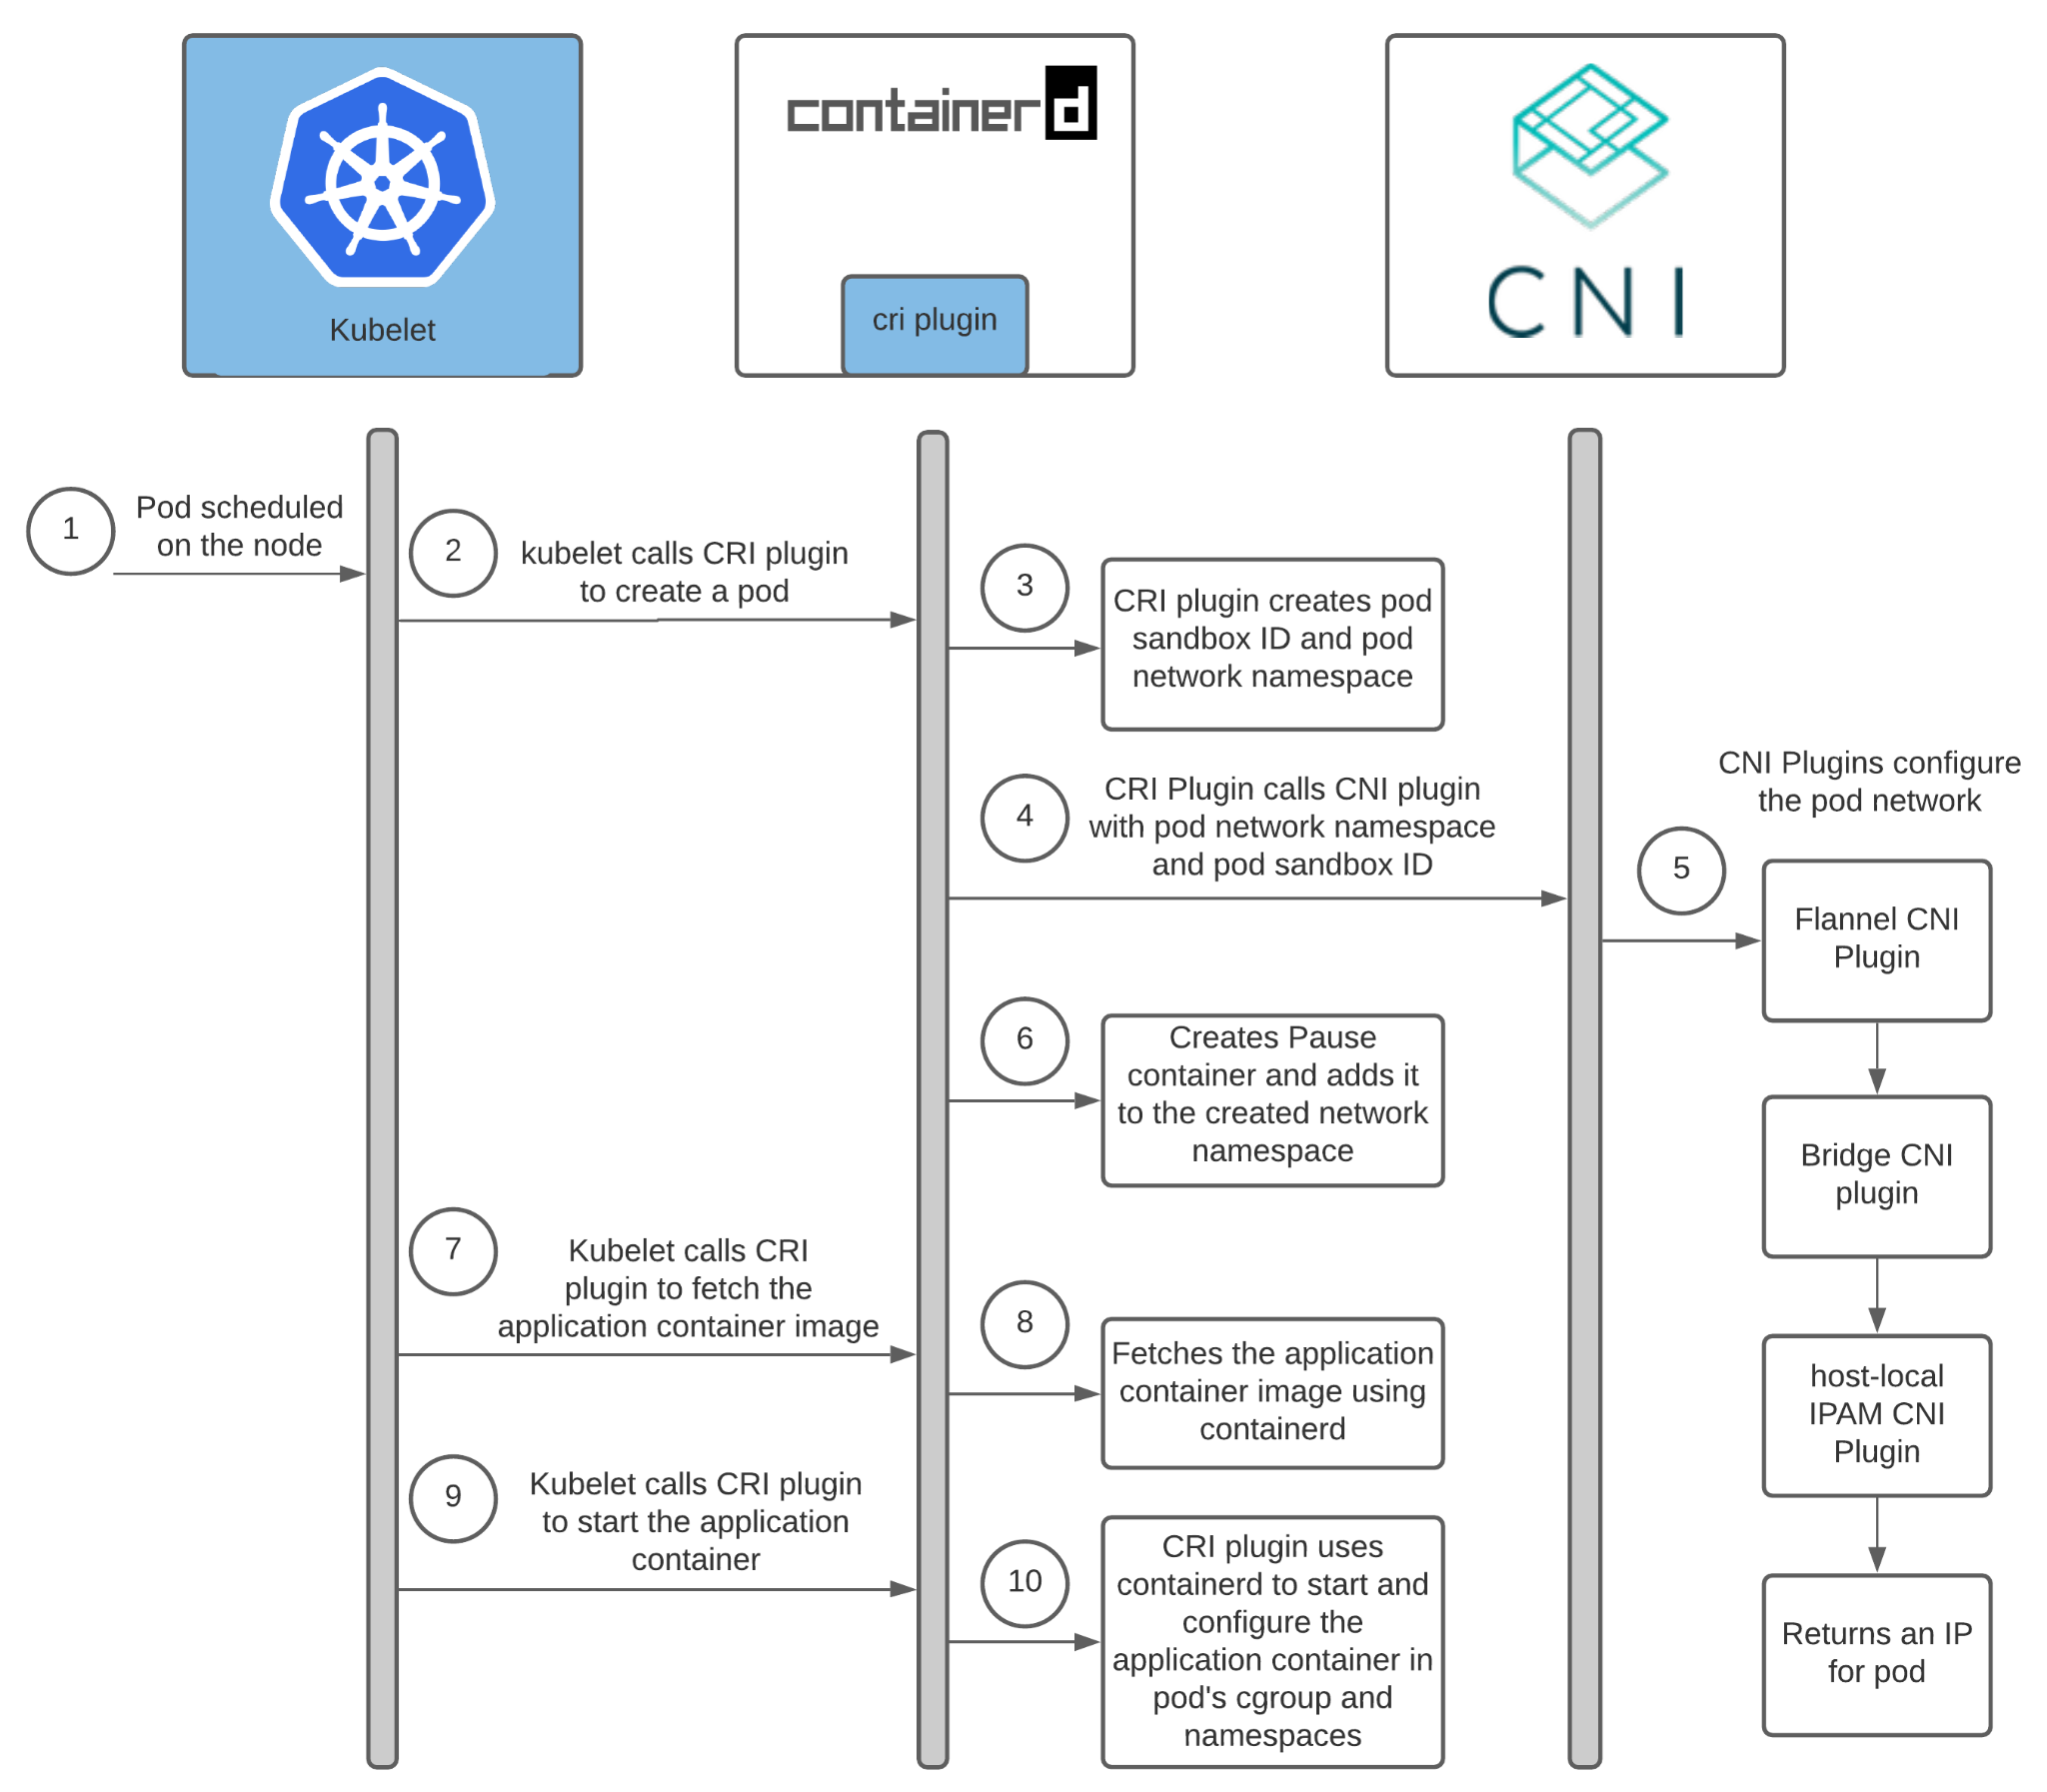 containerd
CNI
Kubelet
cri plugin
1
Pod scheduled
on the node
2
kubelet calls CRI plugin
to create a pod
3
CRI plugin creates pod
sandbox ID and pod
network namespace
4
CRI Plugin calls CNI plugin
with pod network namespace
and pod sandbox ID
CNI Plugins configure
the pod network
5
Flannel CNI
Plugin
6
Creates Pause
container and adds it
to the created network
namespace
Bridge CNI
plugin
7
Kubelet calls CRI
plugin to fetch the
application container image
8
Fetches the application
container image using
containerd
host-local
IPAM CNI
Plugin
9
Kubelet calls CRI plugin
to start the application
container
10
CRI plugin uses
containerd to start and
configure the
application container in
pod's cgroup and
namespaces
Returns an IP
for pod